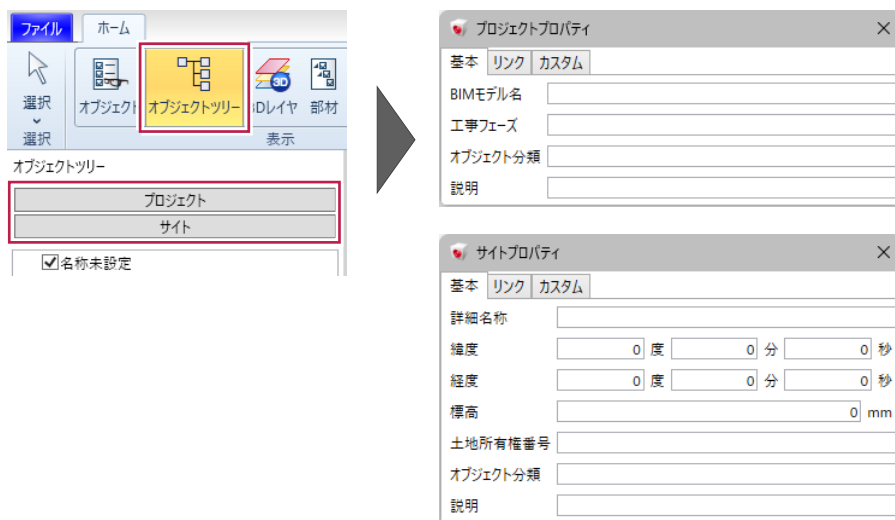 ファイル ホーム
選択 オブジェクト オブジェクトツリー 3Dレイヤ 部材
選択 表示
オブジェクトツリー
プロジェクト
サイト
名称未設定
プロジェクトプロパティ
基本 リンク カスタム
BIMモデル名
工事フェーズ
オブジェクト分類
説明
サイトプロパティ
基本 リンク カスタム
詳細名称
緯度 0 度 0 分 0 秒
経度 0 度 0 分 0 秒
標高 0 mm
土地所有権番号
オブジェクト分類
説明